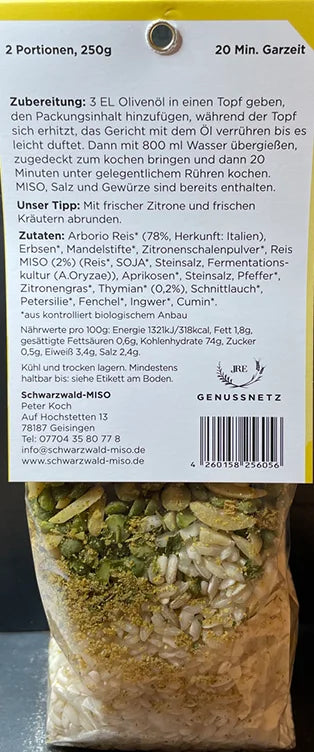 2 Portionen, 250g
20 Min. Garzeit
Zubereitung: 3 EL Olivenöl in einen Topf geben,
den Packungsinhalt hinzufügen, während der Topf
sich erhitzt, das Gericht mit dem Öl verrühren bis es
leicht duftet. Dann mit 800 ml Wasser übergießen,
zugedeckt zum kochen bringen und dann 20
Minuten unter gelegentlichem Rühren kochen.
MISO, Salz und Gewürze sind bereits enthalten.
Unser Tipp: Mit frischer Zitrone und frischen
Kräutern abrunden.
Zutaten: Arborio Reis* (78%, Herkunft: Italien),
Erbsen*, Mandelstifte*, Zitronenschalenpulver*, Reis
MISO (2%) (Reis*, SOJA*, Steinsalz, Fermentations-
kultur (A.Oryzae)), Aprikosen*, Steinsalz, Pfeffer*,
Zitronengras*, Thymian* (0,2%), Schnittlauch*,
Petersilie*, Fenchel*, Ingwer*, Cumin*.
*aus kontrolliert biologischem Anbau
Nährwerte pro 100g: Energie 1321kJ/318kcal, Fett 1,8g,
gesättigte Fettsäuren 0,6g, Kohlenhydrate 74g, Zucker
0,5g, Eiweiß 3,4g, Salz 2,4g.
Kühl und trocken lagern. Mindestens
haltbar bis: siehe Etikett am Boden.
JRE
GENUSSNETZ
Schwarzwald-MISO
Peter Koch
Auf Hochstetten 13
78187 Geisingen
Tel: 07704 35 80 77 8
info@schwarzwald-miso.de
www.schwarzwald-miso.de
4 260158 256056